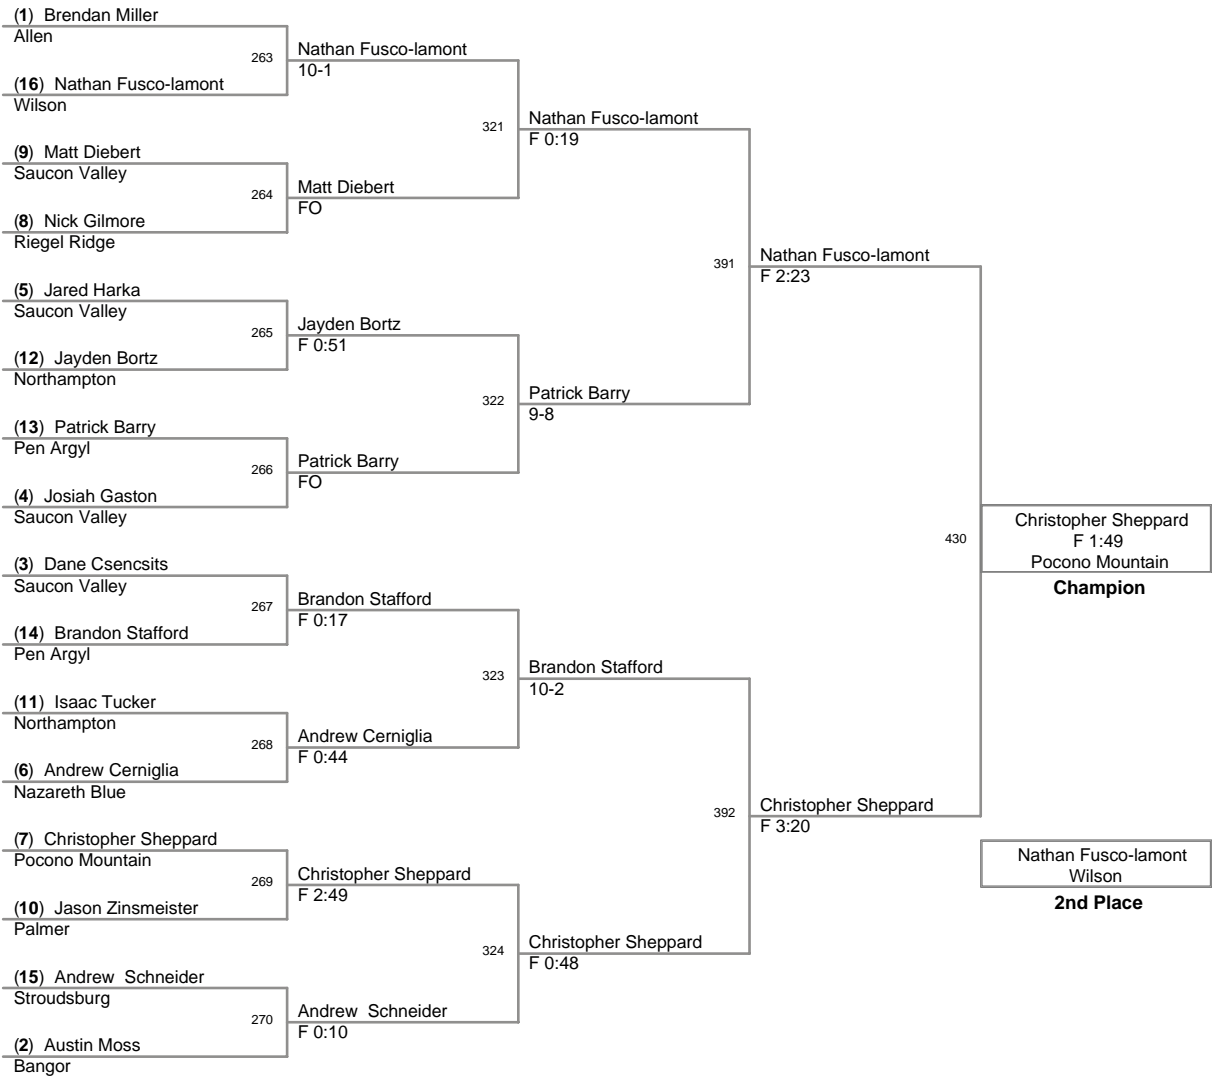 (1) Brendan Miller
Allen
263
(16) Nathan Fusco-lamont
Wilson
(9) Matt Diebert
Saucon Valley
264
(8) Nick Gilmore
Riegel Ridge
(5) Jared Harka
Saucon Valley
265
(12) Jayden Bortz
Northampton
(13) Patrick Barry
Pen Argyl
266
(4) Josiah Gaston
Saucon Valley
(3) Dane Csencsits
Saucon Valley
267
(14) Brandon Stafford
Pen Argyl
(11) Isaac Tucker
Northampton
268
(6) Andrew Cerniglia
Nazareth Blue
(7) Christopher Sheppard
Pocono Mountain
269
(10) Jason Zinsmeister
Palmer
(15) Andrew  Schneider
Stroudsburg
270
(2) Austin Moss
Bangor
Nathan Fusco-lamont
10-1
321
Matt Diebert
FO
Jayden Bortz
F 0:51
322
Patrick Barry
FO
Brandon Stafford
F 0:17
323
Andrew Cerniglia
F 0:44
Christopher Sheppard
F 2:49
324
Andrew  Schneider
F 0:10
Nathan Fusco-lamont
F 0:19
391
Patrick Barry
9-8
Brandon Stafford
10-2
392
Christopher Sheppard
F 0:48
Nathan Fusco-lamont
F 2:23
430
Christopher Sheppard
F 3:20
Christopher Sheppard
F 1:49
Pocono Mountain
Champion
Nathan Fusco-lamont
Wilson
2nd Place